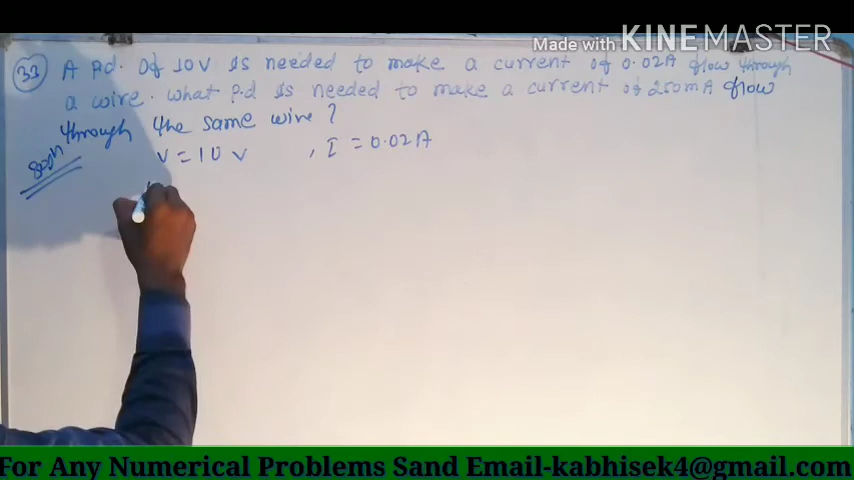 Made with KINEMASTER
33 A P.d. Of 10V is needed to make a current of 0.02A flow through
a wire. What P.d is needed to make a current of 250mA flow
through the same wire?
Soln V = 10 V , I = 0.02A
For Any Numerical Problems Sand Email-kabhisek4@gmail.com